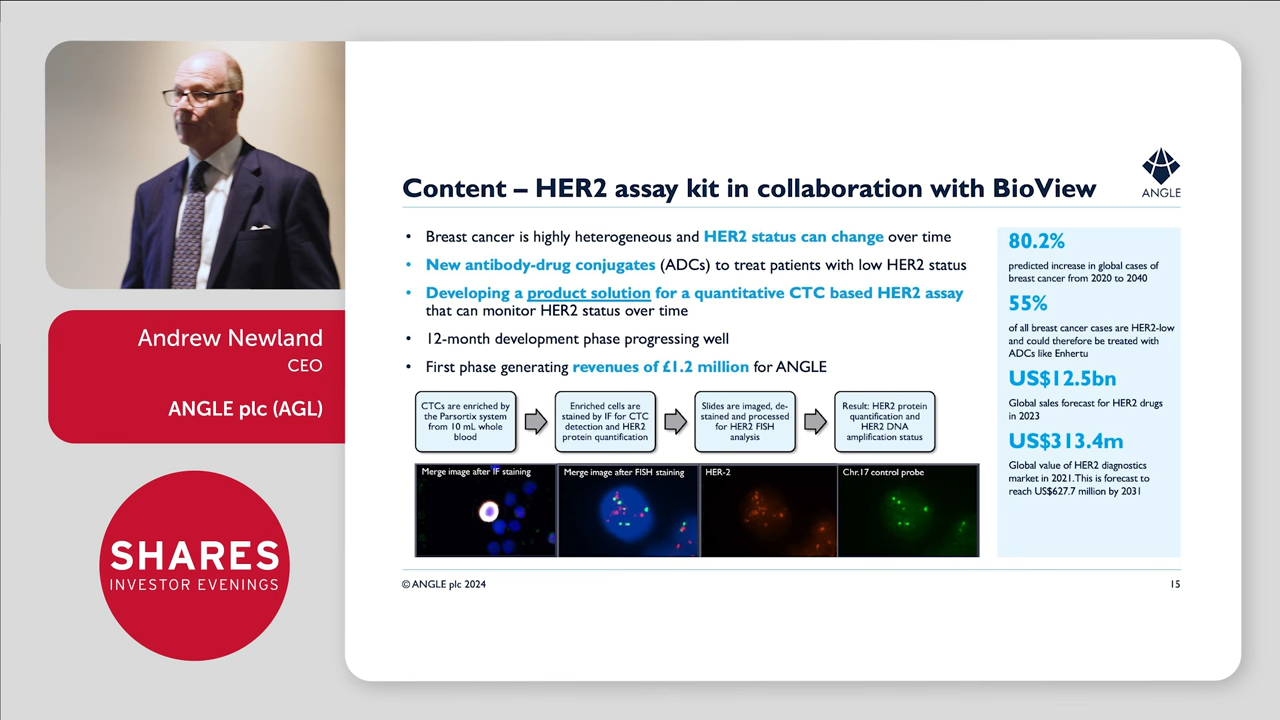 Andrew Newland
CEO
ANGLE plc (AGL)
SHARES
INVESTOR EVENINGS
Content – HER2 assay kit in collaboration with BioView
ANGLE
• Breast cancer is highly heterogeneous and HER2 status can change over time
• New antibody-drug conjugates (ADCs) to treat patients with low HER2 status
• Developing a product solution for a quantitative CTC based HER2 assay
that can monitor HER2 status over time
• 12-month development phase progressing well
• First phase generating revenues of £1.2 million for ANGLE
CTCs are enriched by
the Parsortix system
from 10 mL whole
blood
Enriched cells are
stained by IF for CTC
detection and HER2
protein quantification
Slides are imaged, de-
stained and processed
for HER2 FISH
analysis
Result: HER2 protein
quantification and
HER2 DNA
amplification status
Merge image after IF staining
Merge image after FISH staining
HER-2
Chr.17 control probe
80.2%
predicted increase in global cases of
breast cancer from 2020 to 2040
55%
of all breast cancer cases are HER2-low
and could therefore be treated with
ADCs like Enhertu
US$12.5bn
Global sales forecast for HER2 drugs
in 2023
US$313.4m
Global value of HER2 diagnostics
market in 2021.This is forecast to
reach US$627.7 million by 2031
© ANGLE plc 2024
15